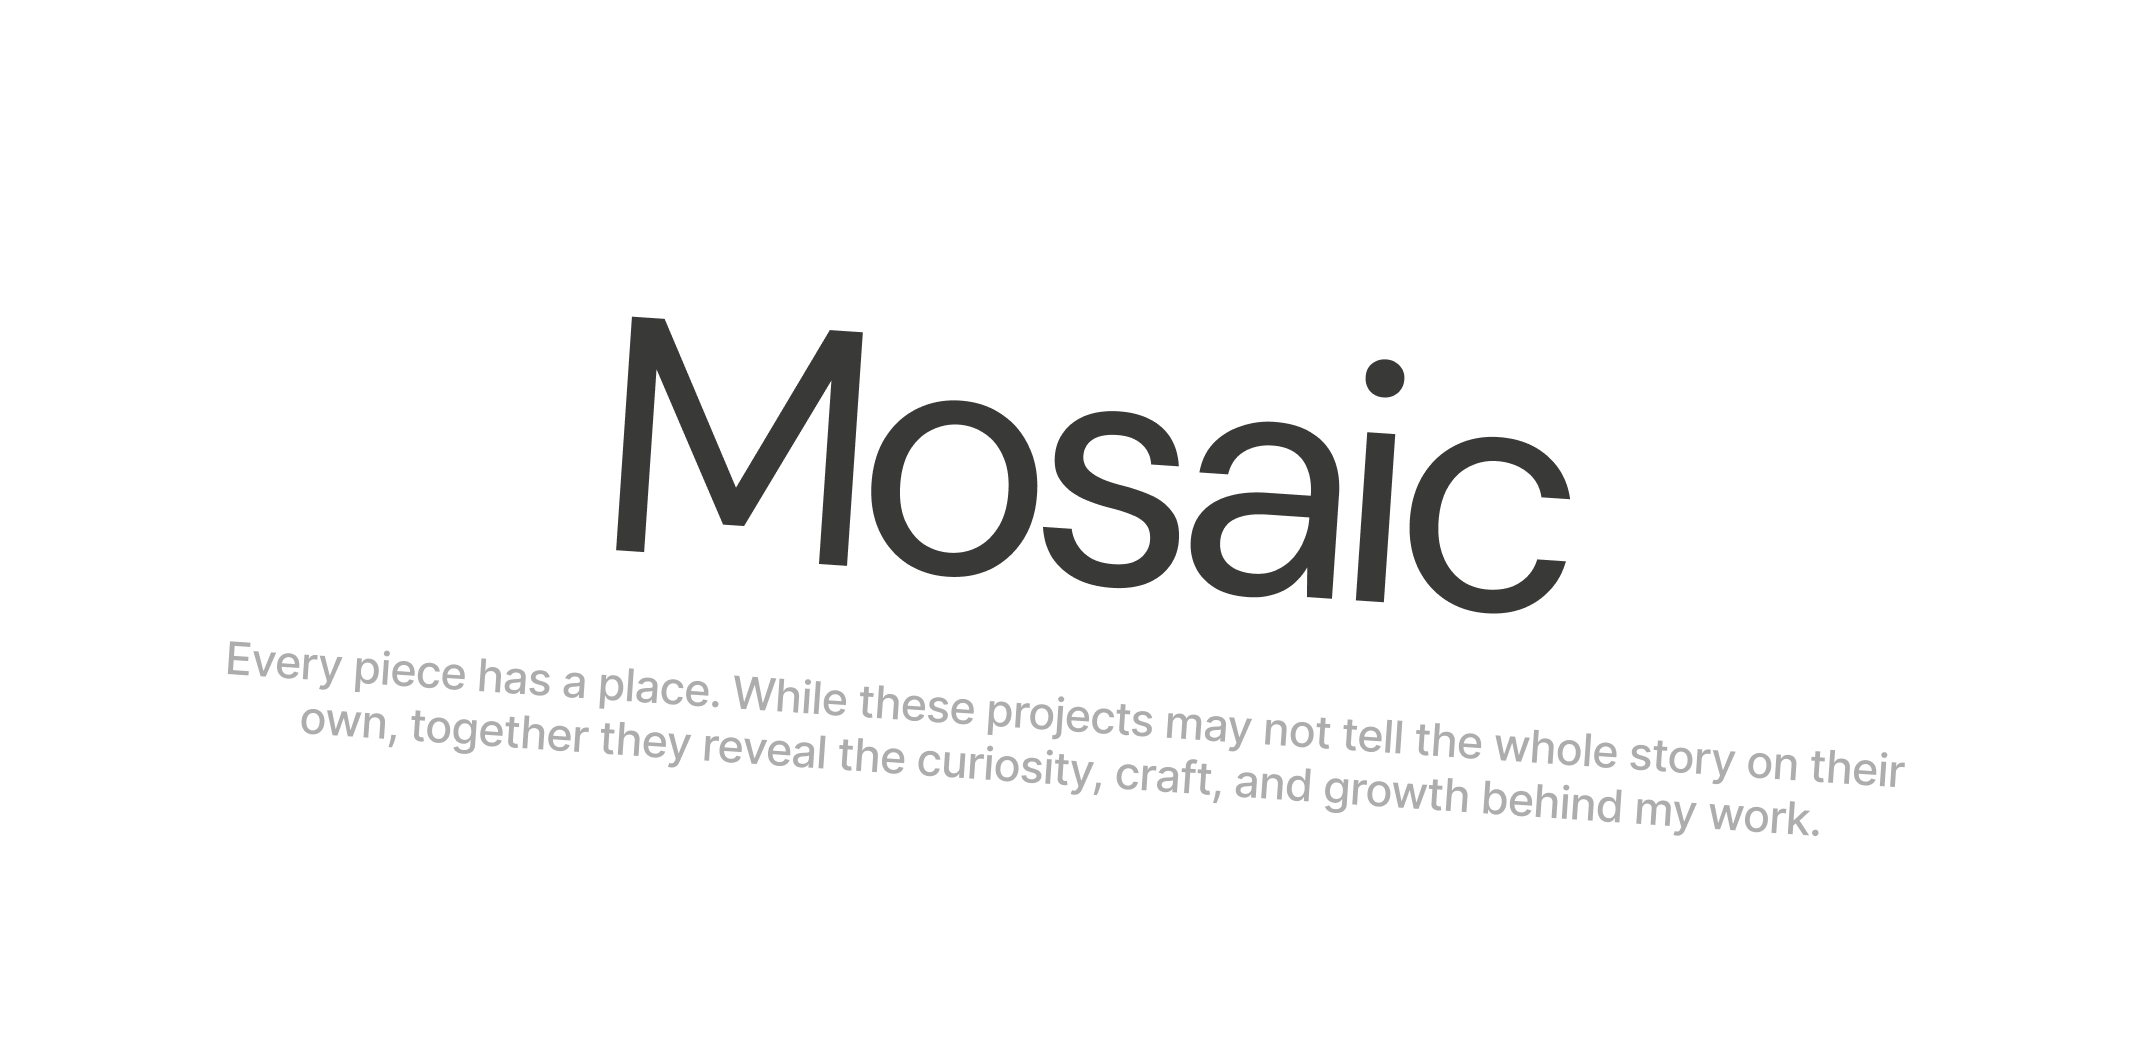 Mosaic
Every piece has a place. While these projects may not tell the whole story on their
own, together they reveal the curiosity, craft, and growth behind my work.